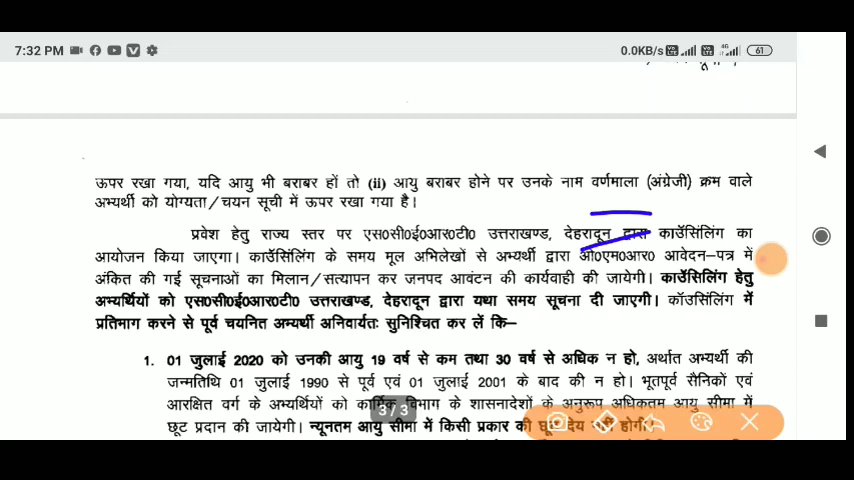 7:32 PM
0.0KB/s 4G 61
ऊपर रखा गया, यदि आयु भी बराबर हों तो (ii) आयु बराबर होने पर उनके नाम वर्णमाला (अंग्रेजी) क्रम वाले
अभ्यर्थी को योग्यता/चयन सूची में ऊपर रखा गया है।
प्रवेश हेतु राज्य स्तर पर एस0सी0ई0आर0टी0 उत्तराखण्ड, देहरादून द्वारा काउॅसिंलिंग का
आयोजन किया जाएगा। काउॅसिंलिंग के समय मूल अभिलेखों से अभ्यर्थी द्वारा ओ0एम0आर0 आवेदन–पत्र में
अंकित की गई सूचनाओं का मिलान/सत्यापन कर जनपद आवंटन की कार्यवाही की जायेगी। काउॅसिलिंग हेतु
अभ्यर्थियों को एस0सी0ई0आर0टी0 उत्तराखण्ड, देहरादून द्वारा यथा समय सूचना दी जाएगी। कॉउसिंलिंग में
प्रतिभाग करने से पूर्व चयनित अभ्यर्थी अनिवार्यतः सुनिश्चित कर लें कि–
1. 01 जुलाई 2020 को उनकी आयु 19 वर्ष से कम तथा 30 वर्ष से अधिक न हो, अर्थात अभ्यर्थी की
जन्मतिथि 01 जुलाई 1990 से पूर्व एवं 01 जुलाई 2001 के बाद की न हो। भूतपूर्व सैनिकों एवं
आरक्षित वर्ग के अभ्यर्थियों को कार्मिक विभाग के शासनादेशों के अनुरूप अधिकतम आयु सीमा में
छूट प्रदान की जायेगी। न्यूनतम आयु सीमा में किसी प्रकार की छूट देय नहीं होगी।
3 / 3